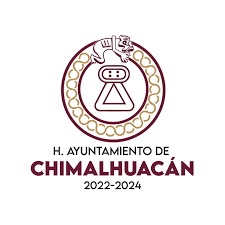 H. AYUNTAMIENTO DE
CHIMALHUACÁN
2022-2024